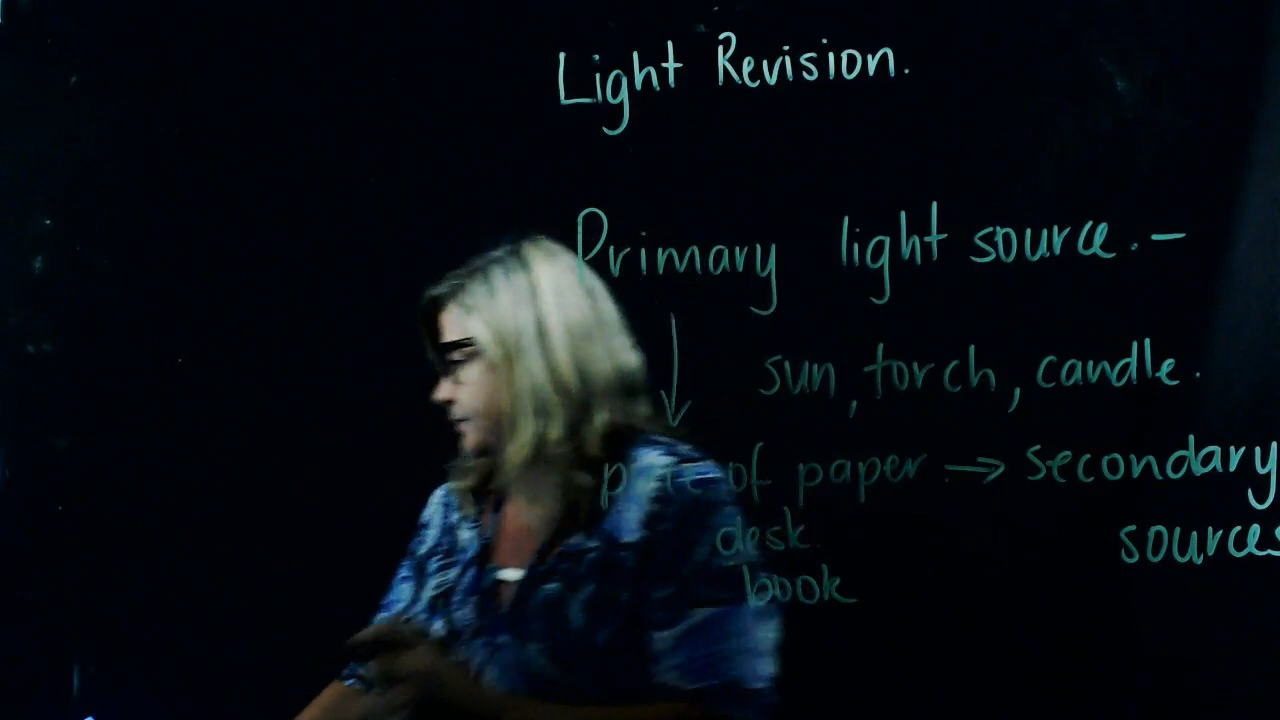 Light Revision.
Primary light source. -
sun, torch, candle.
of paper. → secondary
desk sources
book